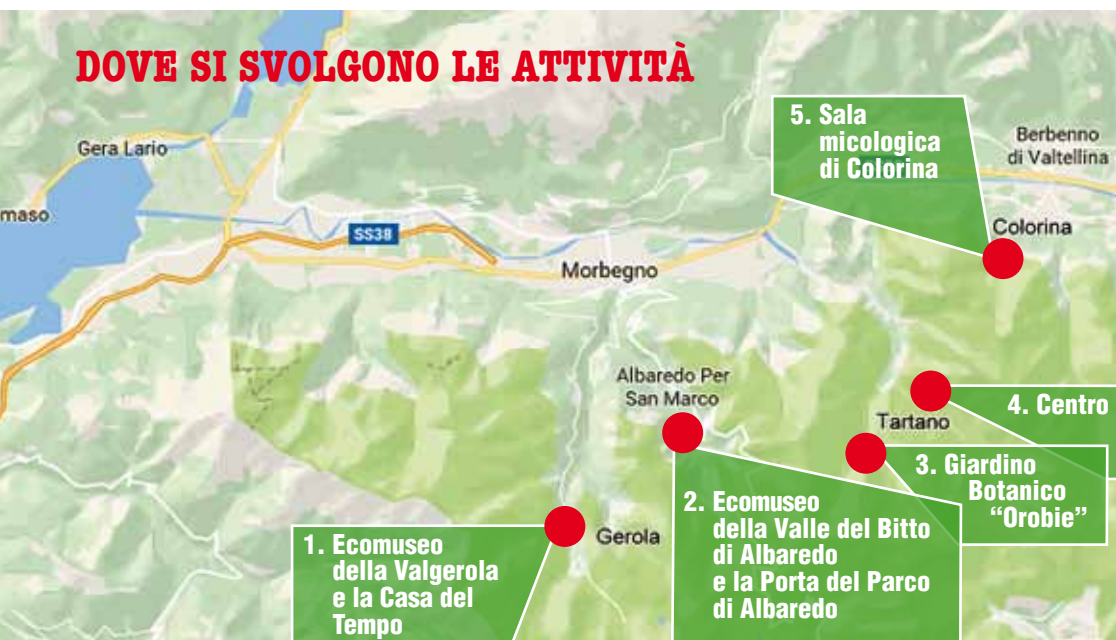 DOVE SI SVOLGONO LE ATTIVITÀ
Gera Lario
maso
SS38
Morbegno
5. Sala
micologica
di Colorina
Berbenno
di Valtellina
Colorina
Albaredo Per
San Marco
Tartano
4. Centro
3. Giardino
Botanico
“Orobie”
Gerola
2. Ecomuseo
della Valle del Bitto
di Albaredo
e la Porta del Parco
di Albaredo
1. Ecomuseo
della Valgerola
e la Casa del
Tempo